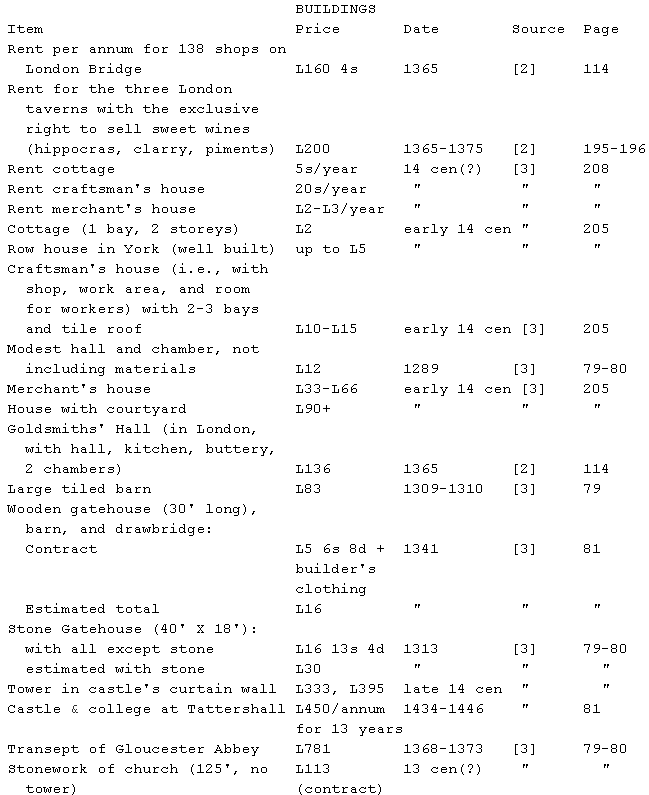 BUILDINGS
Item Price Date Source Page
Rent per annum for 138 shops on
London Bridge L160 4s 1365 [2] 114
Rent for the three London
taverns with the exclusive
right to sell sweet wines
(hippocras, clarry, piments) L200 1365-1375 [2] 195-196
Rent cottage 5s/year 14 cen(?) [3] 208
Rent craftsman's house 20s/year " " "
Rent merchant's house L2-L3/year " " "
Cottage (1 bay, 2 storeys) L2 early 14 cen " 205
Row house in York (well built) up to L5 " " "
Craftsman's house (i.e., with
shop, work area, and room
for workers) with 2-3 bays
and tile roof L10-L15 early 14 cen [3] 205
Modest hall and chamber, not
including materials L12 1289 [3] 79-80
Merchant's house L33-L66 early 14 cen [3] 205
House with courtyard L90+ " " "
Goldsmiths' Hall (in London,
with hall, kitchen, buttery,
2 chambers) L136 1365 [2] 114
Large tiled barn L83 1309-1310 [3] 79
Wooden gatehouse (30' long),
barn, and drawbridge:
Contract L5 6s 8d + 1341 [3] 81
builder's
clothing
Estimated total L16 " " "
Stone Gatehouse (40' X 18'):
with all except stone L16 13s 4d 1313 [3] 79-80
estimated with stone L30 " " "
Tower in castle's curtain wall L333, L395 late 14 cen " "
Castle & college at Tattershall L450/annum 1434-1446 " 81
for 13 years
Transept of Gloucester Abbey L781 1368-1373 [3] 79-80
Stonework of church (125', no L113 13 cen(?) " "
tower) (contract)